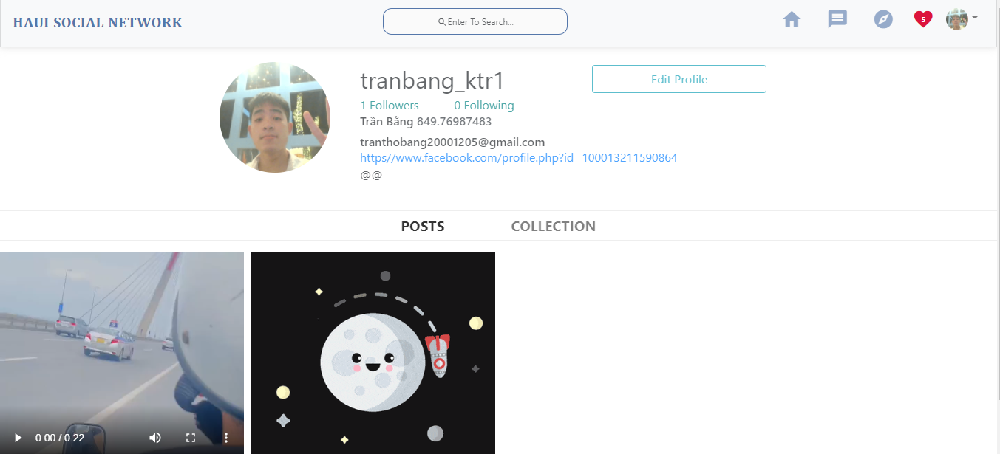 HAUI SOCIAL NETWORK
Enter To Search...
5
tranbang_ktr1
Edit Profile
1 Followers 0 Following
Trần Bằng 849.76987483
tranthobang20001205@gmail.com
https//www.facebook.com/profile.php?id=100013211590864
@@
POSTS COLLECTION
0:00 / 0:22